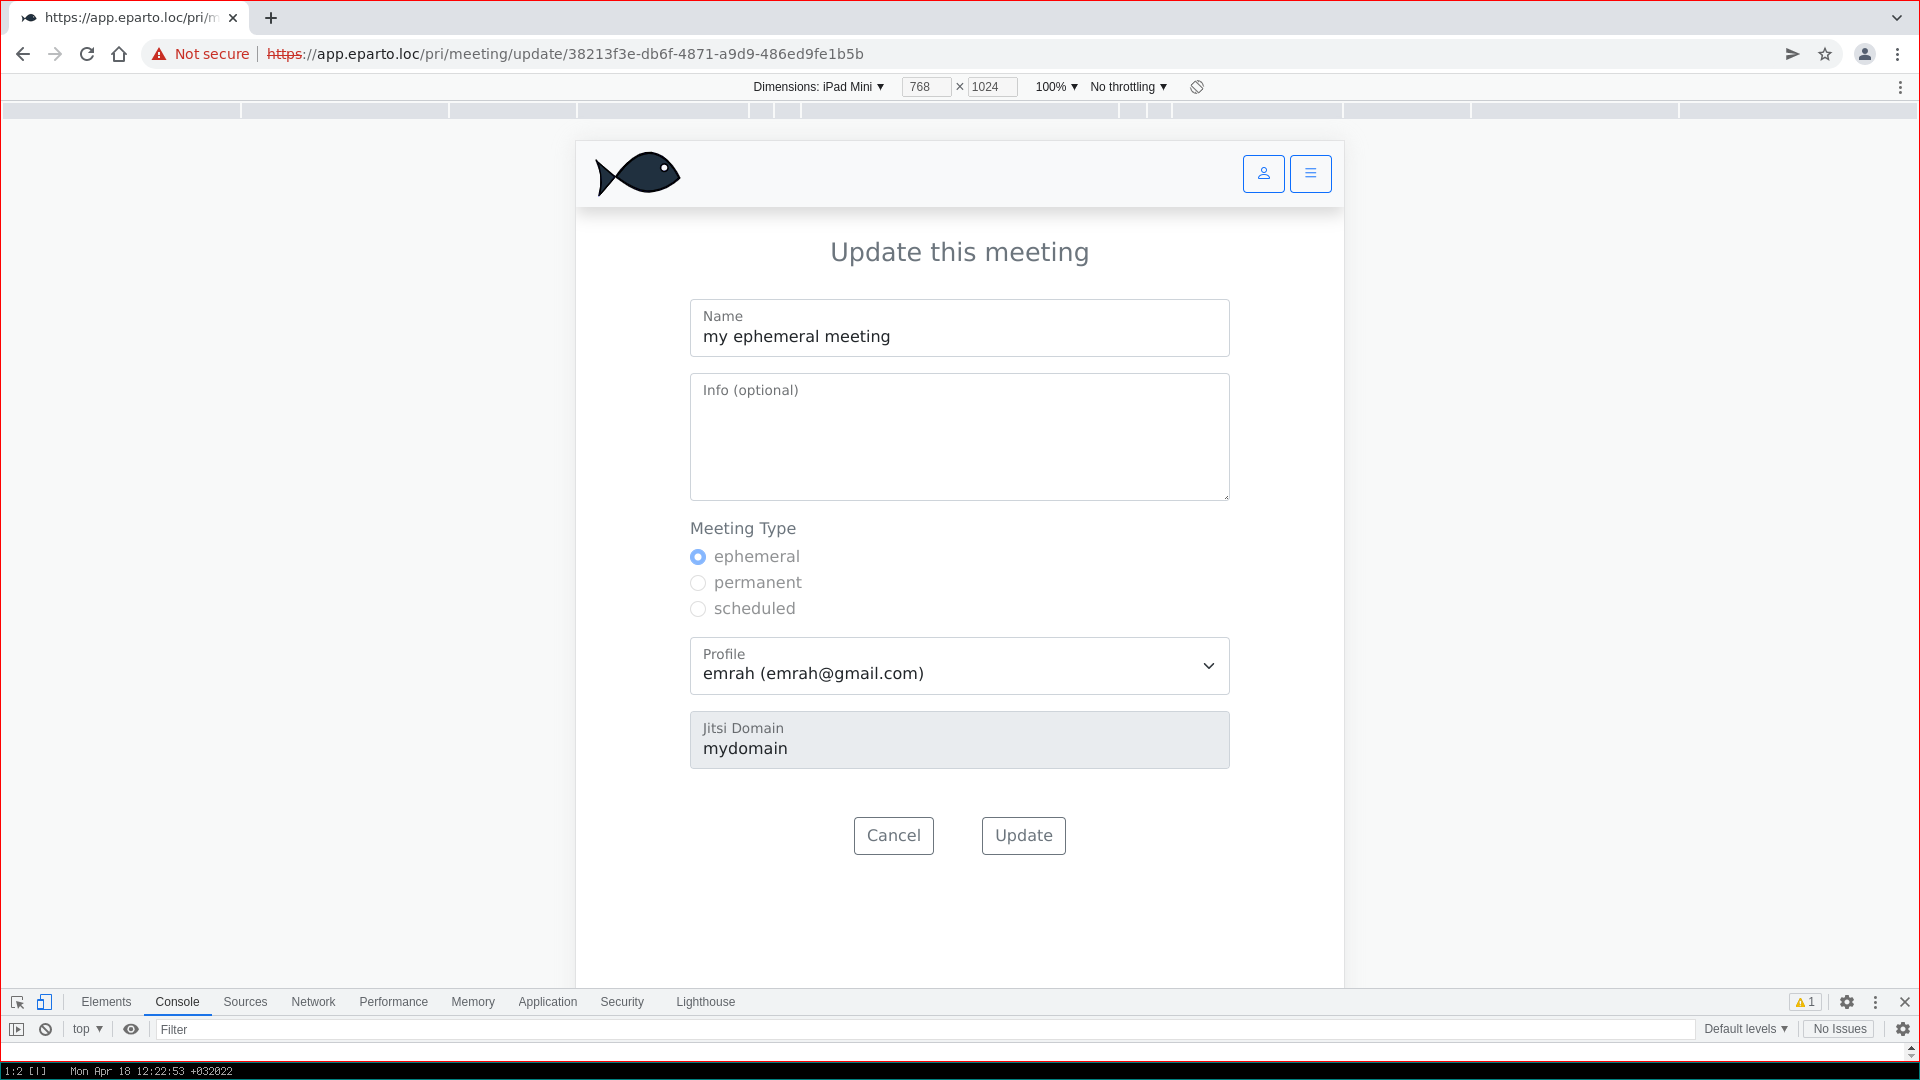 https://app.eparto.loc/pri/m
Not secure https://app.eparto.loc/pri/meeting/update/38213f3e-db6f-4871-a9d9-486ed9fe1b5b
Dimensions: iPad Mini ▼ 768 × 1024 100% ▼ No throttling ▼
Update this meeting
Name
my ephemeral meeting
Info (optional)
Meeting Type
ephemeral
permanent
scheduled
Profile
emrah (emrah@gmail.com)
Jitsi Domain
mydomain
Cancel Update
Elements Console Sources Network Performance Memory Application Security Lighthouse 1
top ▼ Filter Default levels ▼ No Issues
1:2 [|] Mon Apr 18 12:22:53 +032022